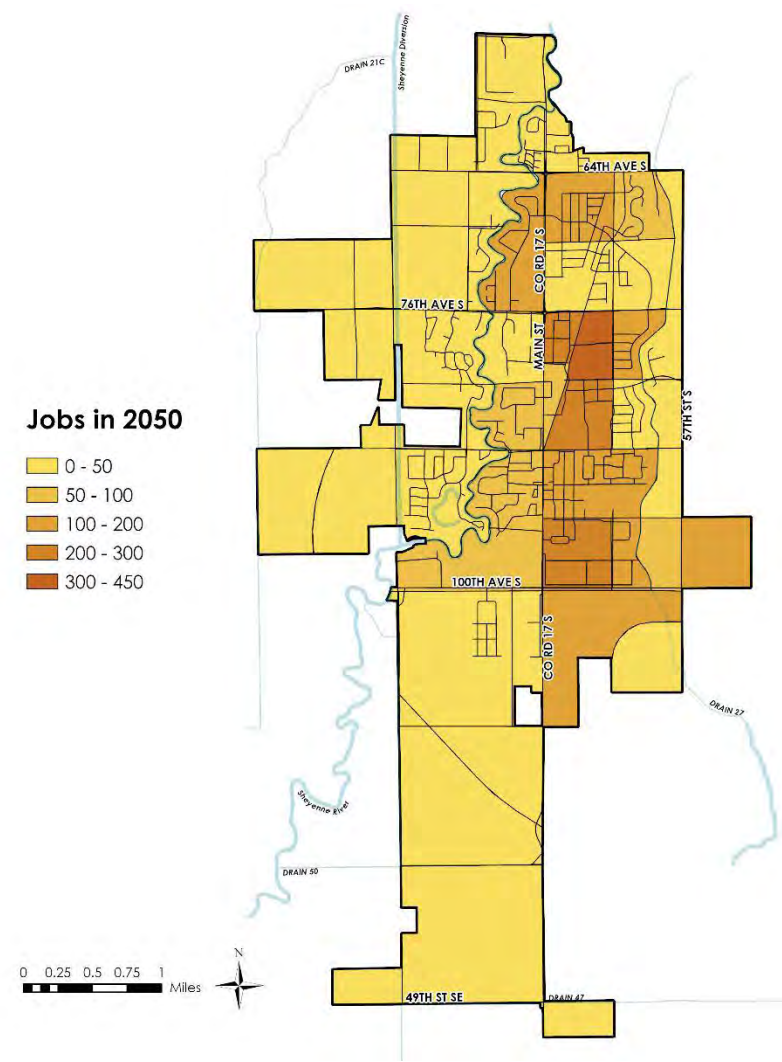 Sheyenne Diversion
DRAIN 21C
64TH AVE S
CO RD 17 S
76TH AVE S
MAIN ST
57TH ST S
Jobs in 2050
0 - 50
50 - 100
100 - 200
200 - 300
300 - 450
100TH AVE S
CO RD 17 S
DRAIN 27
Sheyenne River
DRAIN 50
N
0 0.25 0.5 0.75 1
Miles
49TH ST SE
DRAIN 47